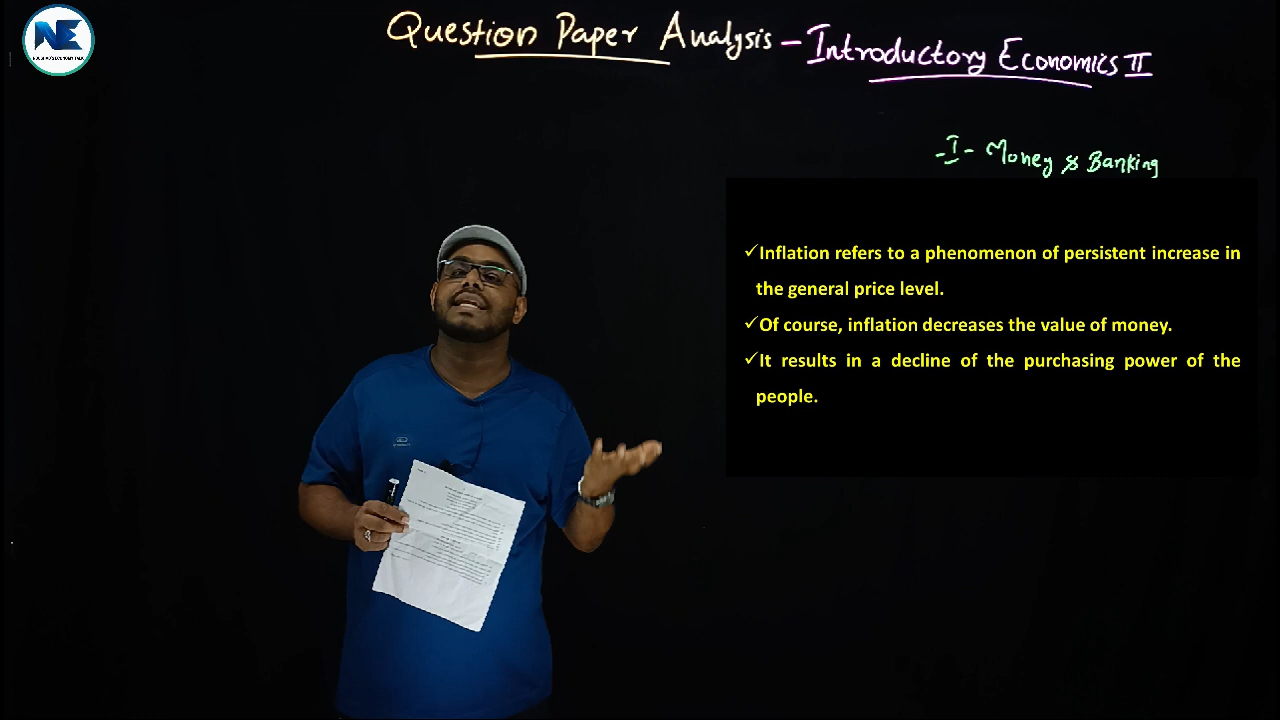 NE
Question Paper Analysis - Introductory Economics II
- I - Money & Banking
✓Inflation refers to a phenomenon of persistent increase in
the general price level.
✓Of course, inflation decreases the value of money.
✓It results in a decline of the purchasing power of the
people.